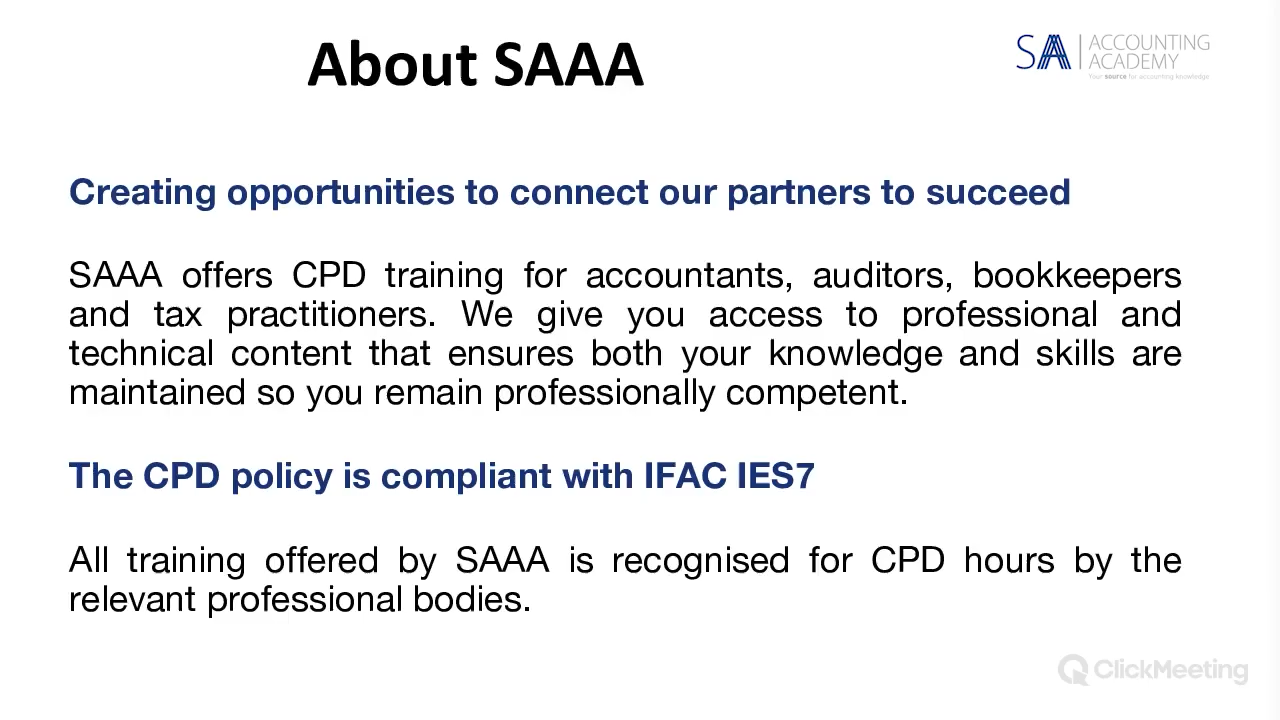 About SAAA
SAA ACCOUNTING
ACADEMY
Your source for accounting knowledge
Creating opportunities to connect our partners to succeed
SAAA offers CPD training for accountants, auditors, bookkeepers
and tax practitioners. We give you access to professional and
technical content that ensures both your knowledge and skills are
maintained so you remain professionally competent.
The CPD policy is compliant with IFAC IES7
All training offered by SAAA is recognised for CPD hours by the
relevant professional bodies.
ClickMeeting